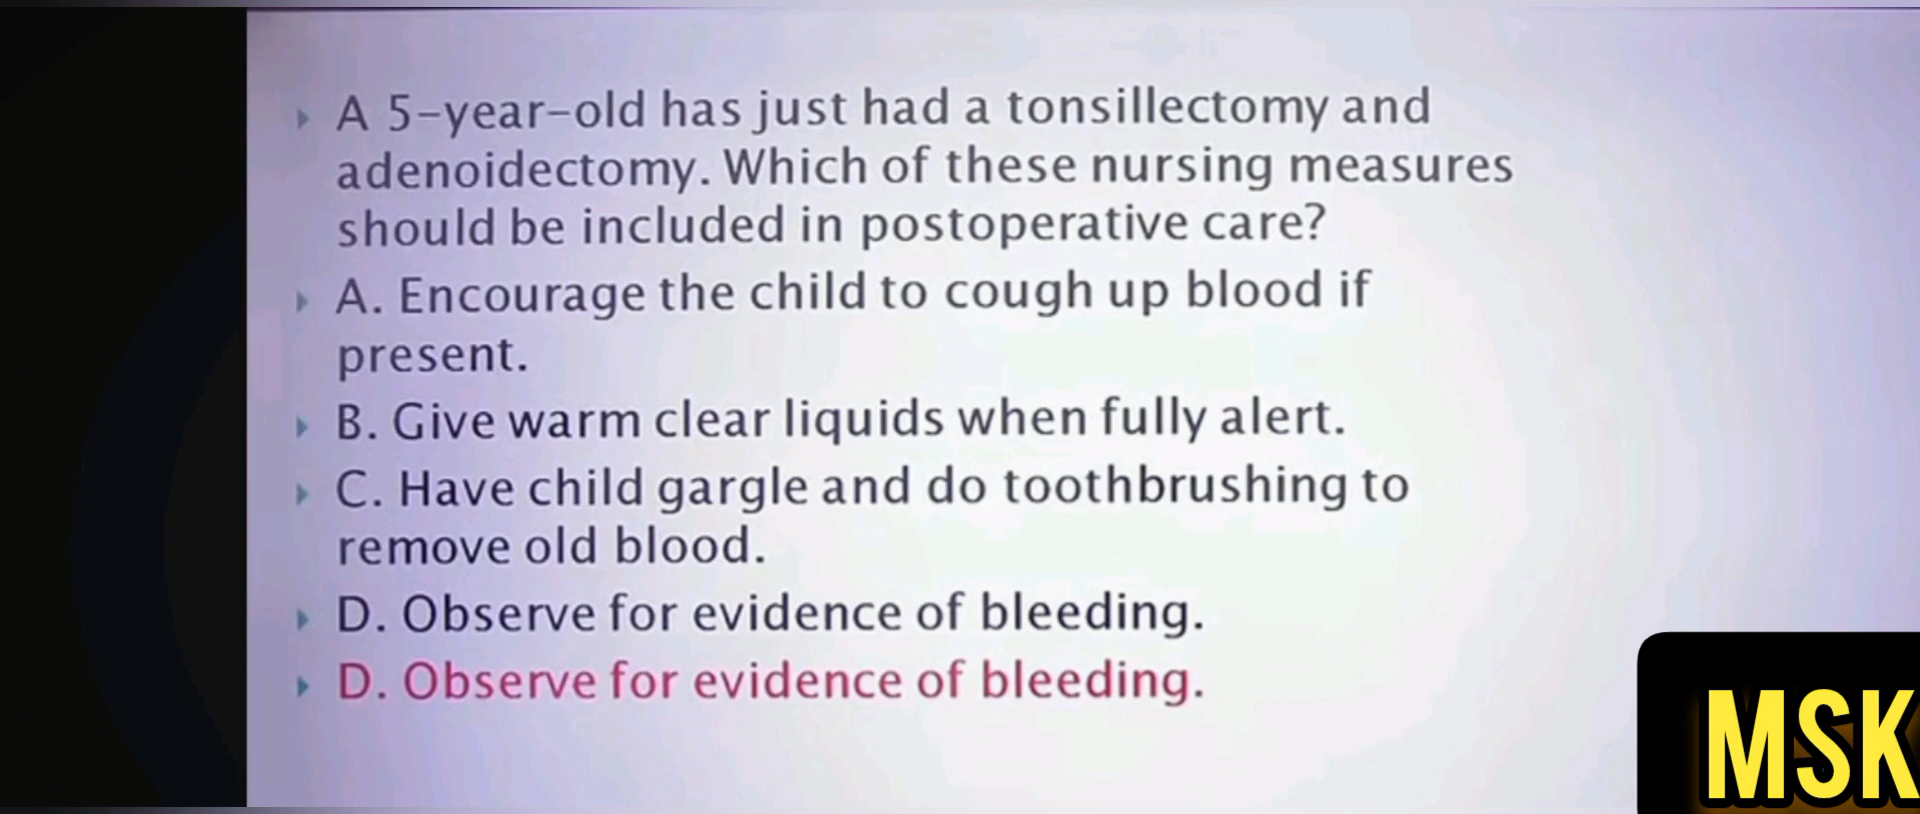 A 5-year-old has just had a tonsillectomy and
adenoidectomy. Which of these nursing measures
should be included in postoperative care?
A. Encourage the child to cough up blood if
present.
B. Give warm clear liquids when fully alert.
C. Have child gargle and do toothbrushing to
remove old blood.
D. Observe for evidence of bleeding.
D. Observe for evidence of bleeding.
MSK